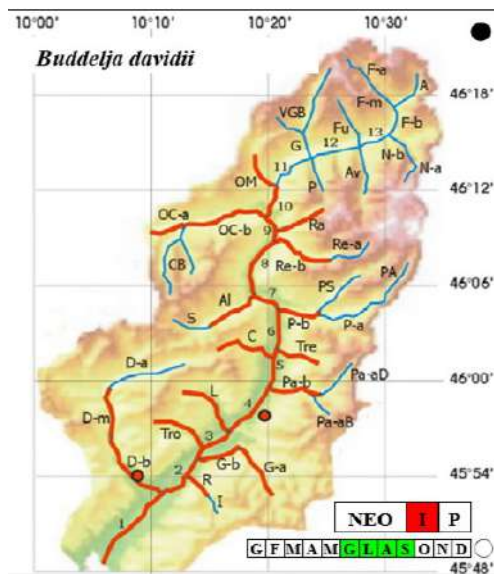 10°00' 10°10' 10°20' 10°30'
Buddelja davidii
F-a
A
46°18'
VGB
F-m
Fu
F-b
13
12
G
N-b
11
N-a
OM
P
Av
46°12'
10
OC-a
Ra
OC-b
9
Re-a
8
Re-b
CB
PS
PA
46°05'
7
Al
S
P-b
P-a
6
C
Tre
D-a
5
46°00'
Pa-b
Pa-aD
L
D-m
4
Pa-aB
Tro
3
D-b
G-b
G-a
45°54'
2
R
I
1
NEO I P
G F M A M G L A S O N D
45°48'